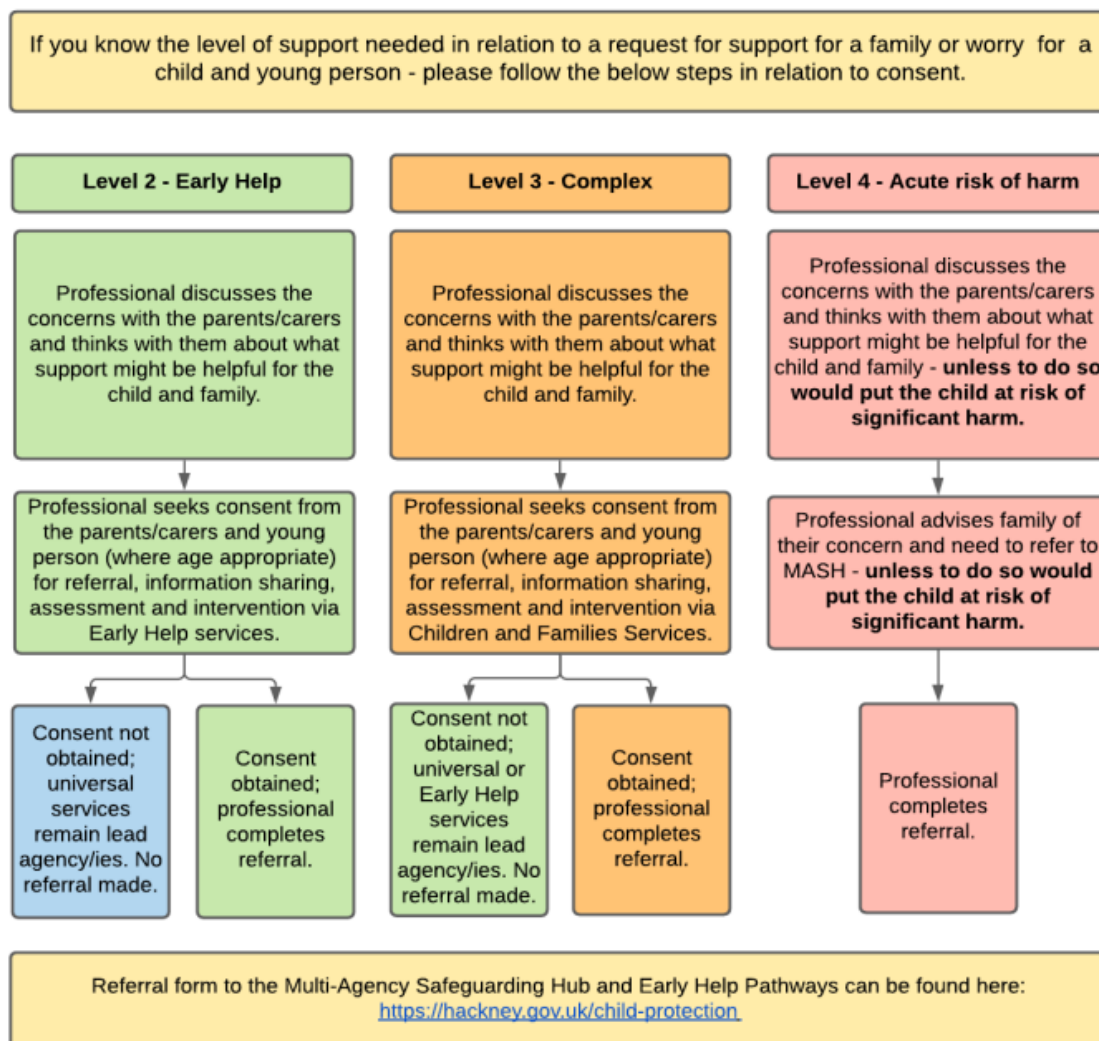 If you know the level of support needed in relation to a request for support for a family or worry for a
child and young person - please follow the below steps in relation to consent.
Level 2 - Early Help
Level 3 - Complex
Level 4 - Acute risk of harm
Professional discusses the
concerns with the parents/carers
and thinks with them about what
support might be helpful for the
child and family.
Professional discusses the
concerns with the parents/carers
and thinks with them about what
support might be helpful for the
child and family.
Professional discusses the
concerns with the parents/carers
and thinks with them about what
support might be helpful for the
child and family - unless to do so
would put the child at risk of
significant harm.
Professional seeks consent from
the parents/carers and young
person (where age appropriate)
for referral, information sharing,
assessment and intervention via
Early Help services.
Professional seeks consent from
the parents/carers and young
person (where age appropriate)
for referral, information sharing,
assessment and intervention via
Children and Families Services.
Professional advises family of
their concern and need to refer to
MASH - unless to do so would
put the child at risk of
significant harm.
Consent not
obtained;
universal
services
remain lead
agency/ies. No
referral made.
Consent
obtained;
professional
completes
referral.
Consent not
obtained;
universal or
Early Help
services
remain lead
agency/ies. No
referral made.
Consent
obtained;
professional
completes
referral.
Professional
completes
referral.
Referral form to the Multi-Agency Safeguarding Hub and Early Help Pathways can be found here:
https://hackney.gov.uk/child-protection